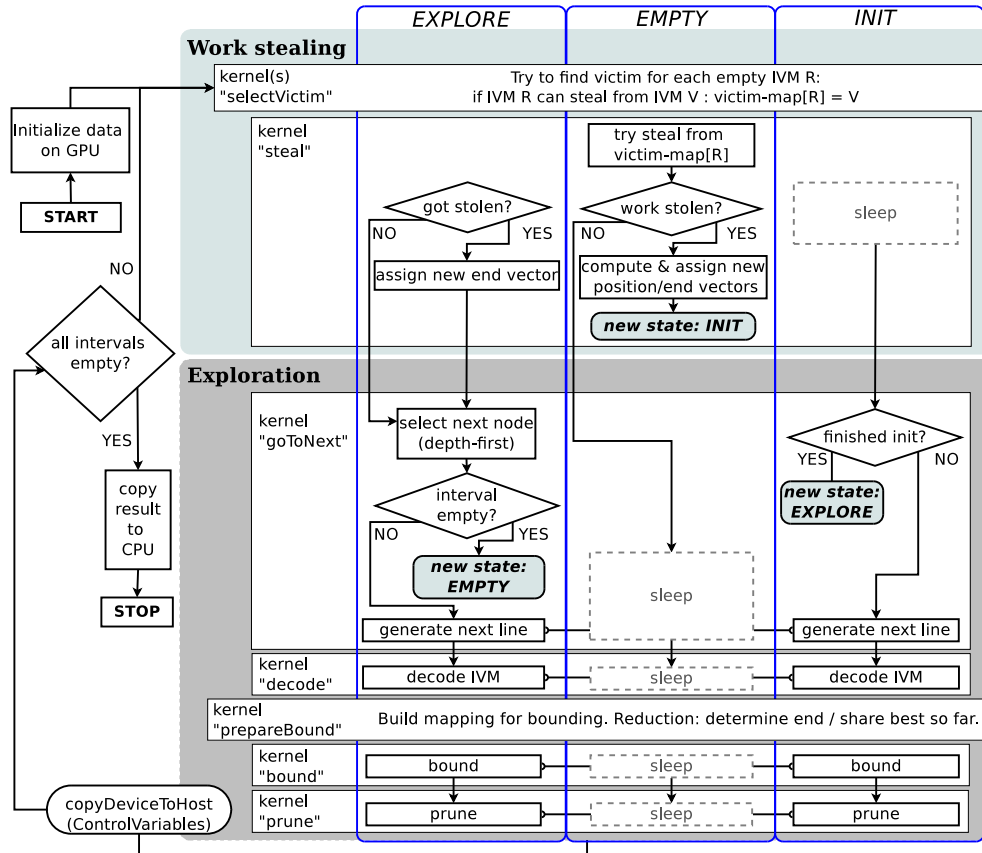 EXPLORE
EMPTY
INIT
Work stealing
kernel(s)
"selectVictim"
Try to find victim for each empty IVM R:
if IVM R can steal from IVM V : victim-map[R] = V
Initialize data
on GPU
START
kernel
"steal"
try steal from
victim-map[R]
got stolen?
NO
YES
assign new end vector
work stolen?
NO
YES
compute & assign new
position/end vectors
new state: INIT
sleep
NO
all intervals
empty?
YES
copy
result
to
CPU
STOP
Exploration
kernel
"goToNext"
select next node
(depth-first)
interval
empty?
NO
YES
new state:
EMPTY
generate next line
sleep
finished init?
YES
NO
new state:
EXPLORE
generate next line
kernel
"decode"
decode IVM
sleep
decode IVM
kernel
"prepareBound"
Build mapping for bounding. Reduction: determine end / share best so far.
kernel
"bound"
bound
sleep
bound
kernel
"prune"
prune
sleep
prune
copyDeviceToHost
(ControlVariables)